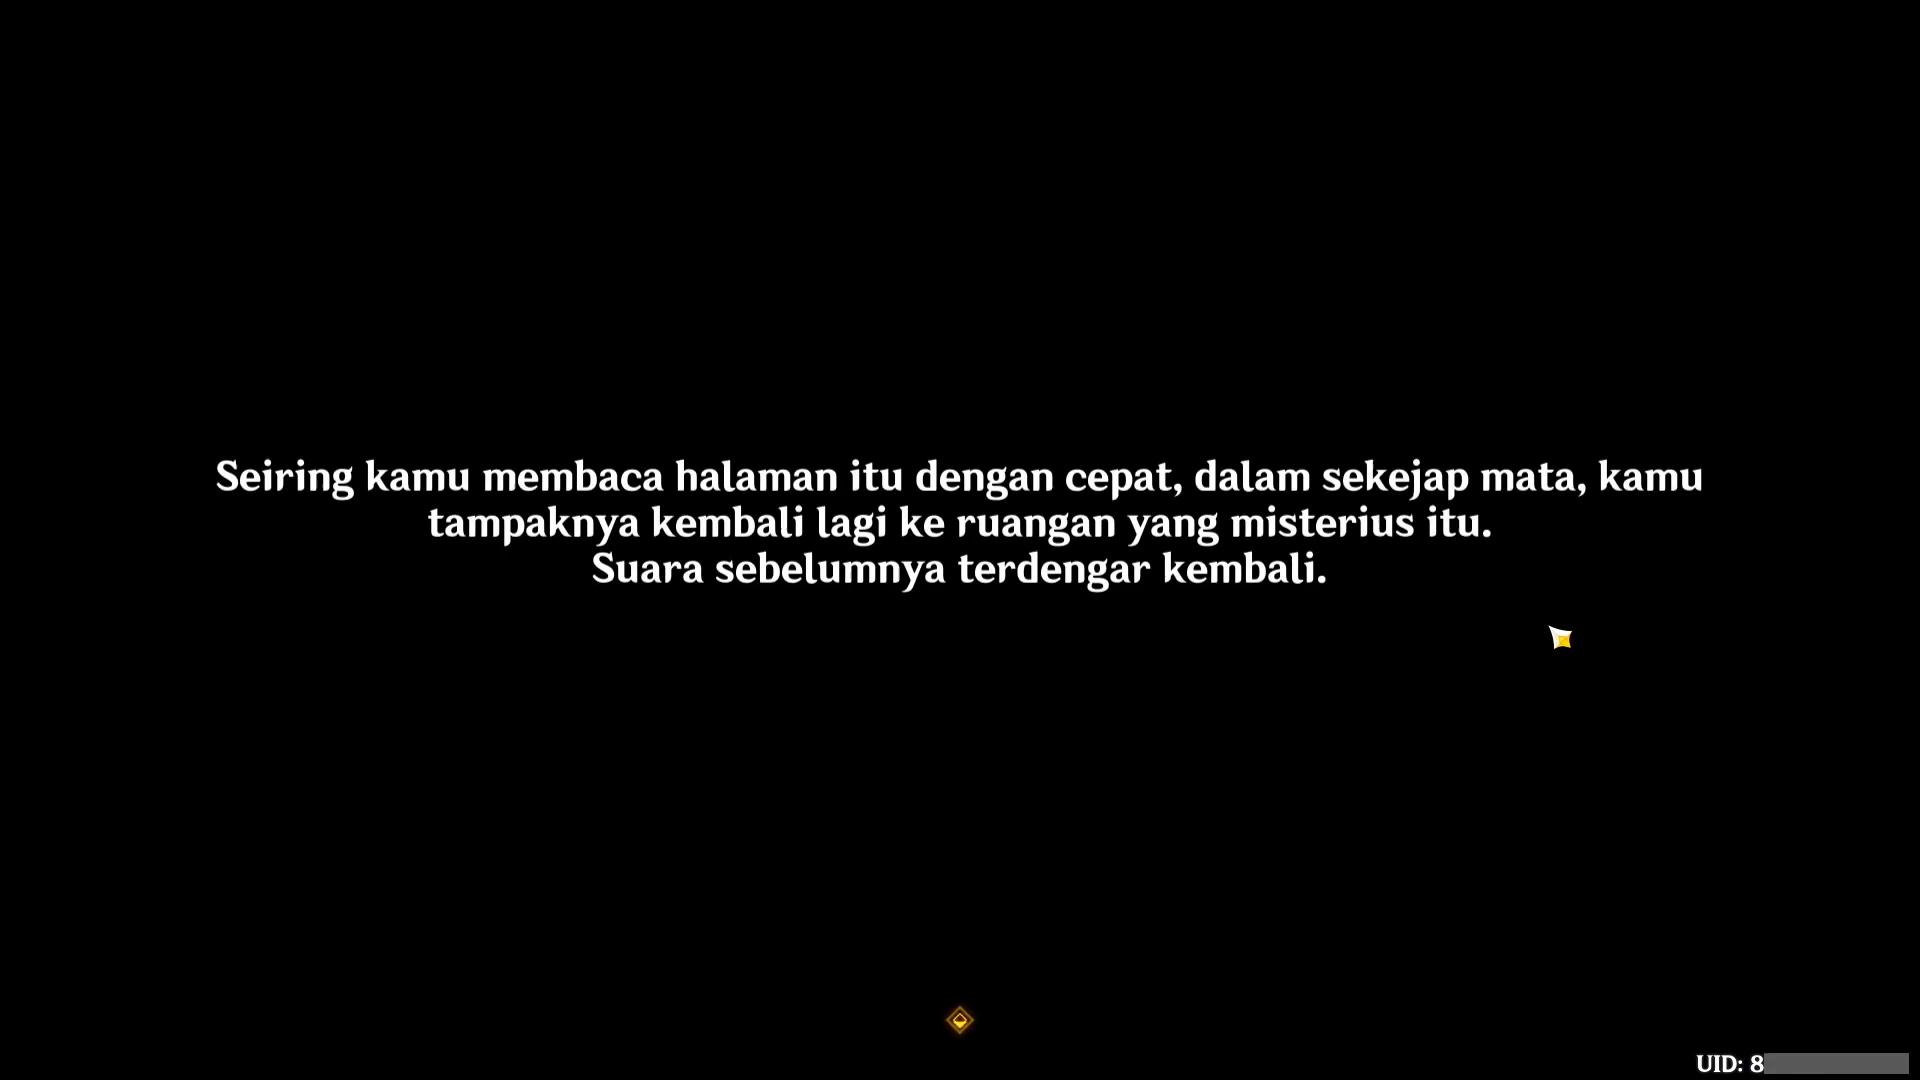 Seiring kamu membaca halaman itu dengan cepat, dalam sekejap mata, kamu
tampaknya kembali lagi ke ruangan yang misterius itu.
Suara sebelumnya terdengar kembali.
UID: 8